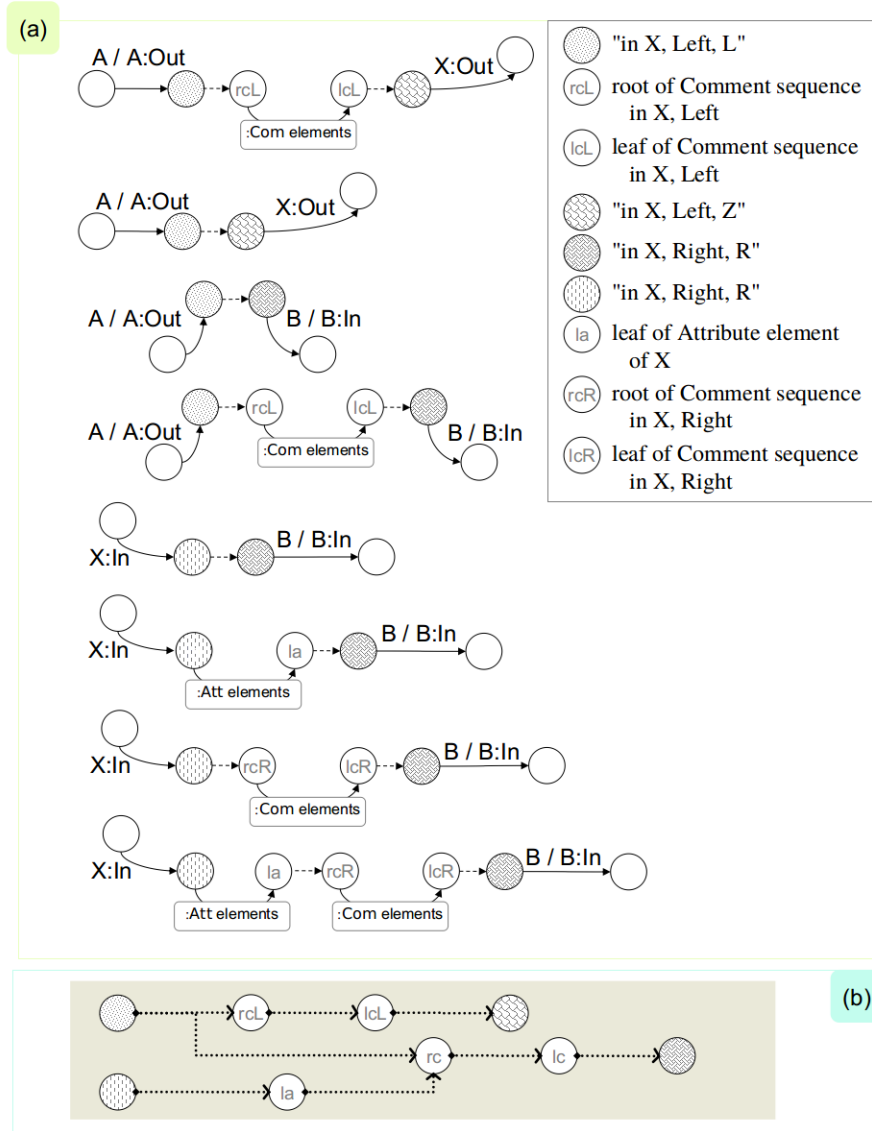 (a)
A / A:Out
rcL
lcL
X:Out
:Com elements
A / A:Out
X:Out
A / A:Out
B / B:In
A / A:Out
rcL
lcL
B / B:In
:Com elements
X:In
B / B:In
X:In
la
B / B:In
:Att elements
X:In
rcR
lcR
B / B:In
:Com elements
X:In
la
rcR
lcR
B / B:In
:Att elements
:Com elements
"in X, Left, L"
rcL root of Comment sequence
in X, Left
lcL leaf of Comment sequence
in X, Left
"in X, Left, Z"
"in X, Right, R"
"in X, Right, R"
la leaf of Attribute element
of X
rcR root of Comment sequence
in X, Right
lcR leaf of Comment sequence
in X, Right
(b)
rcL
lcL
rc
lc
la